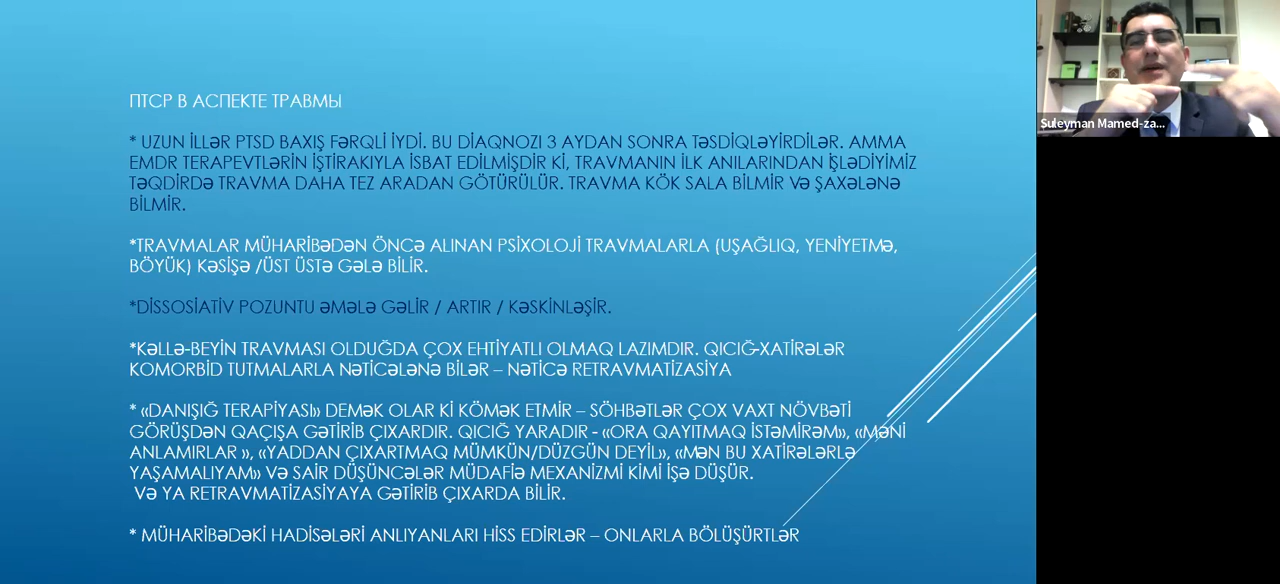 ПТСР В АСПЕКТЕ ТРАВМЫ
* UZUN İLLƏR PTSD BAXIŞ FƏRQLİ İYDİ. BU DİAQNOZI 3 AYDAN SONRA TƏSDİQLƏYİRDİLƏR. AMMA
EMDR TERAPEVTLƏRİN İŞTİRAKIYLA İSBAT EDİLMİŞDİR Kİ, TRAVMANIN İLK ANILARINDAN İŞLƏDİYİMİZ
TƏQDİRDƏ TRAVMA DAHA TEZ ARADAN GÖTÜRÜLÜR. TRAVMA KÖK SALA BİLMİR VƏ ŞAXƏLƏNƏ
BİLMİR.
*TRAVMALAR MÜHARİBƏDƏN ÖNCƏ ALINAN PSİXOLOJİ TRAVMALARLA (UŞAĞLIQ, YENİYETMƏ,
BÖYÜK) KƏSİŞƏ /ÜST ÜSTƏ GƏLƏ BİLİR.
*DİSSOSİATİV POZUNTU ƏMƏLƏ GƏLİR / ARTIR / KƏSKİNLƏŞİR.
*KƏLLƏ-BEYİN TRAVMASI OLDUĞDA ÇOX EHTİYATLI OLMAQ LAZIMDIR. QICIĞ-XATİRƏLƏR
KOMORBİD TUTMALARLA NƏTİCƏLƏNƏ BİLƏR – NƏTİCƏ RETRAVMATİZASİYA
* «DANIŞIĞ TERAPİYASI» DEMƏK OLAR Kİ KÖMƏK ETMİR – SÖHBƏTLƏR ÇOX VAXT NÖVBƏTİ
GÖRÜŞDƏN QAÇIŞA GƏTİRİB ÇIXARDIR. QICIĞ YARADIR - «ORA QAYITMAQ İSTƏMİRƏM», «MƏNİ
ANLAMIRLAR », «YADDAN ÇIXARTMAQ MÜMKÜN/DÜZGÜN DEYİL», «MƏN BU XATİRƏLƏRLƏ
YAŞAMALIYAM» VƏ SAİR DÜŞÜNCƏLƏR MÜDAFİƏ MEXANİZMİ KİMİ İŞƏ DÜŞÜR.
VƏ YA RETRAVMATİZASİYAYA GƏTİRİB ÇIXARDA BİLİR.
* MÜHARİBƏDƏKİ HADİSƏLƏRİ ANLIYANLARI HİSS EDİRLƏR – ONLARLA BÖLÜŞÜRTLƏR
Suleyman Mamed-za...